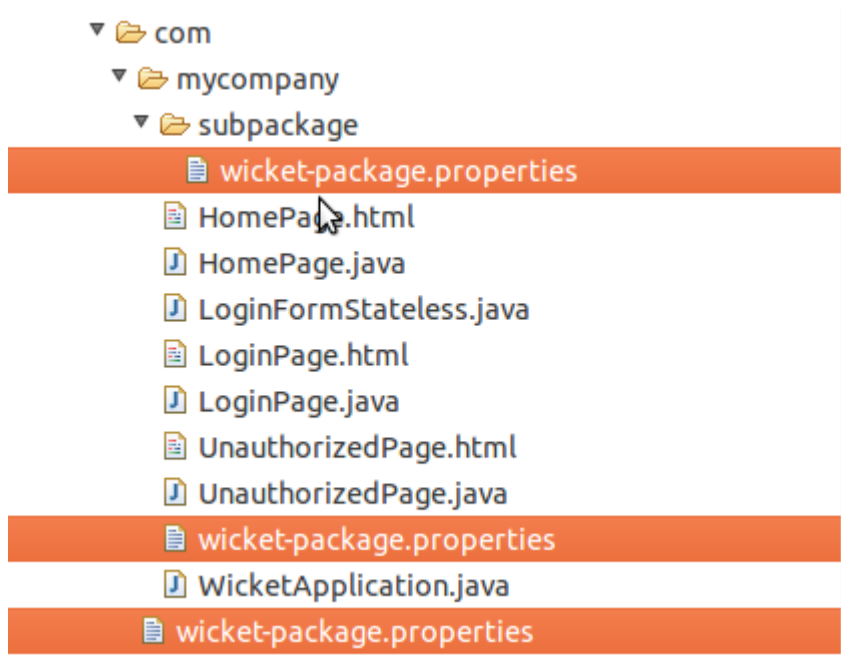 com
mycompany
subpackage
wicket-package.properties
HomePage.html
HomePage.java
LoginFormStateless.java
LoginPage.html
LoginPage.java
UnauthorizedPage.html
UnauthorizedPage.java
wicket-package.properties
WicketApplication.java
wicket-package.properties